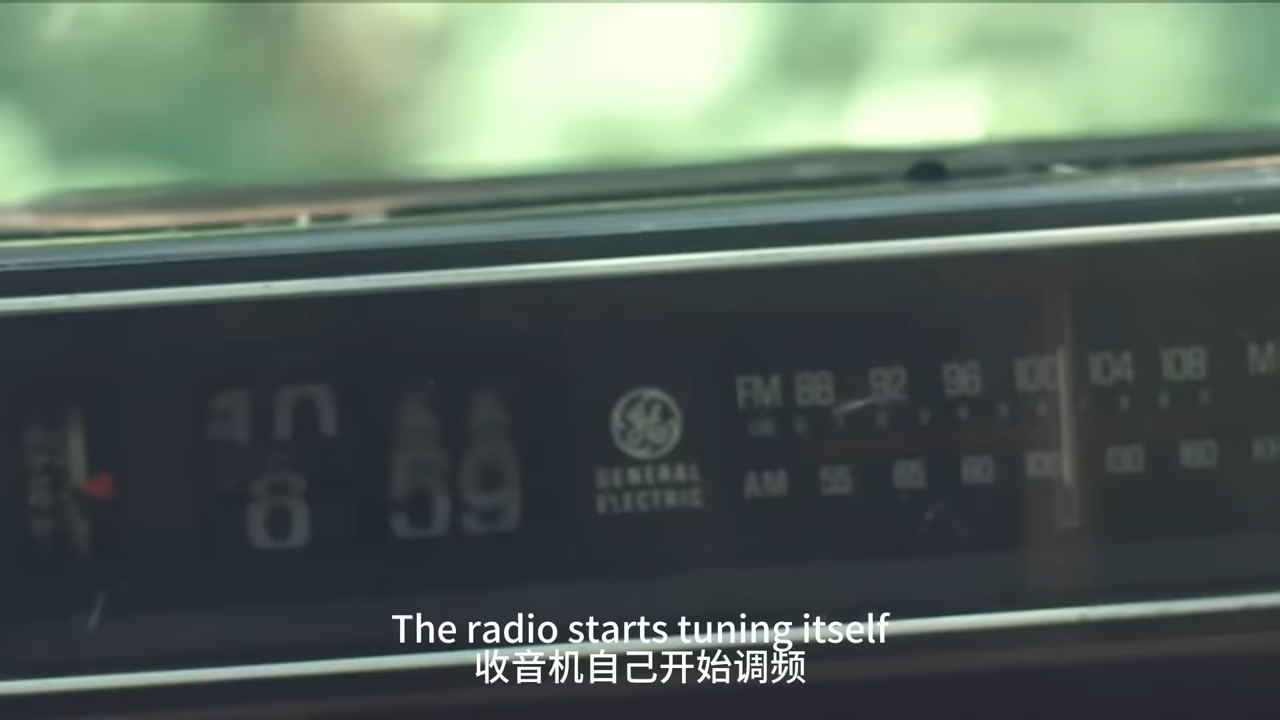 10
8
59
GENERAL
ELECTRIC
FM 88 92 96 100 104 108
AM 55 65 80 100 130 160
The radio starts tuning itself
收音机自己开始调频